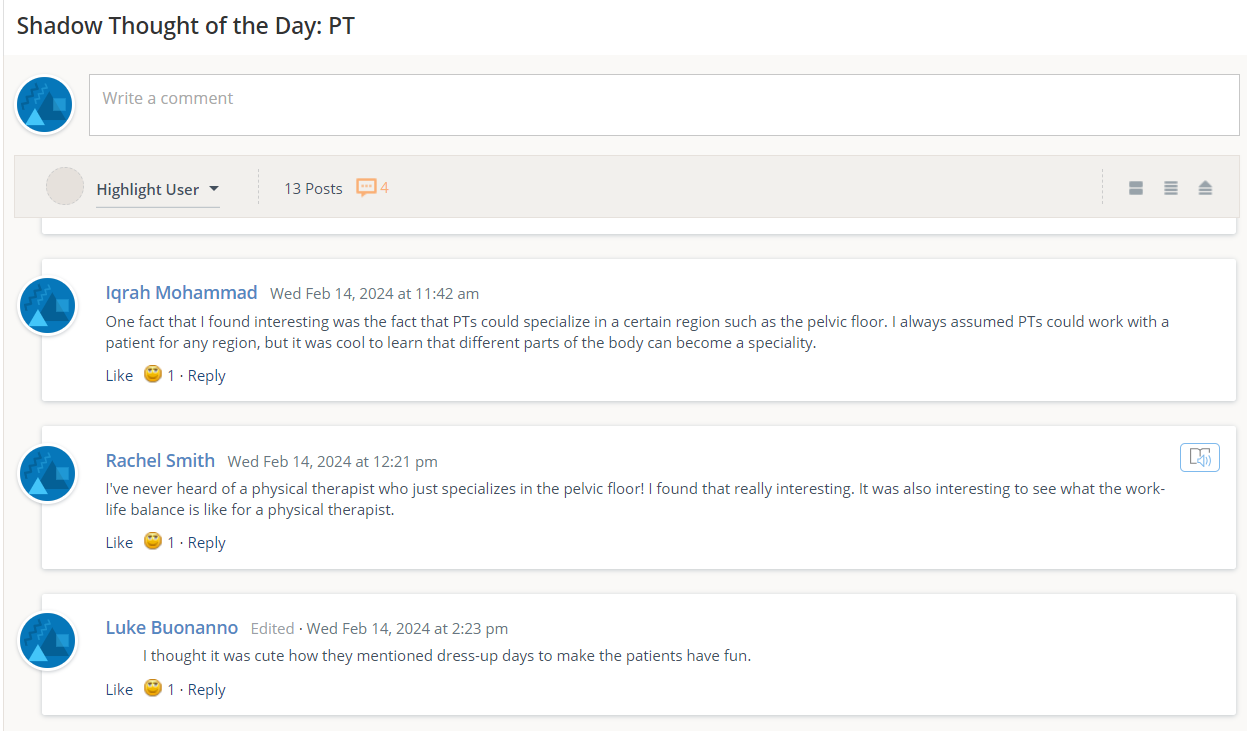 Shadow Thought of the Day: PT
Write a comment
Highlight User 13 Posts 4
Iqrah Mohammad Wed Feb 14, 2024 at 11:42 am
One fact that I found interesting was the fact that PTs could specialize in a certain region such as the pelvic floor. I always assumed PTs could work with a
patient for any region, but it was cool to learn that different parts of the body can become a speciality.
Like 1 · Reply
Rachel Smith Wed Feb 14, 2024 at 12:21 pm
I've never heard of a physical therapist who just specializes in the pelvic floor! I found that really interesting. It was also interesting to see what the work-
life balance is like for a physical therapist.
Like 1 · Reply
Luke Buonanno Edited · Wed Feb 14, 2024 at 2:23 pm
I thought it was cute how they mentioned dress-up days to make the patients have fun.
Like 1 · Reply